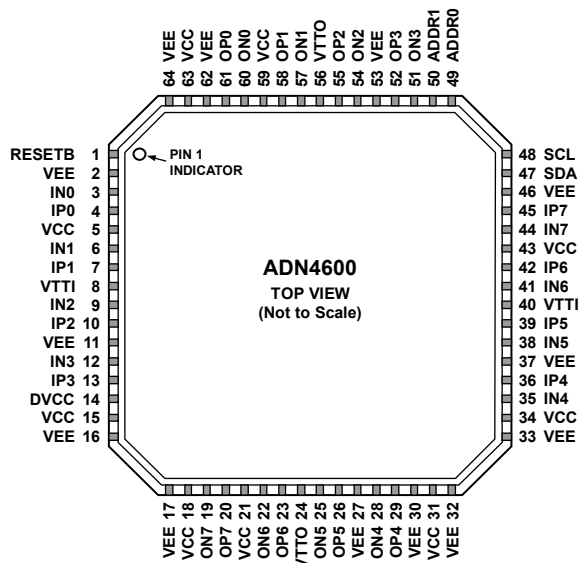 64 VEE
63 VCC
62 VEE
61 OP0
60 ON0
59 VCC
58 OP1
57 ON1
56 VTTO
55 OP2
54 ON2
53 VEE
52 OP3
51 ON3
50 ADDR1
49 ADDR0
RESETB 1
VEE 2
IN0 3
IP0 4
VCC 5
IN1 6
IP1 7
VTTI 8
IN2 9
IP2 10
VEE 11
IN3 12
IP3 13
DVCC 14
VCC 15
VEE 16
PIN 1
INDICATOR
ADN4600
TOP VIEW
(Not to Scale)
48 SCL
47 SDA
46 VEE
45 IP7
44 IN7
43 VCC
42 IP6
41 IN6
40 VTTI
39 IP5
38 IN5
37 VEE
36 IP4
35 IN4
34 VCC
33 VEE
VEE 17
VCC 18
ON7 19
OP7 20
VCC 21
ON6 22
OP6 23
VTTO 24
ON5 25
OP5 26
VEE 27
ON4 28
OP4 29
VEE 30
VCC 31
VEE 32